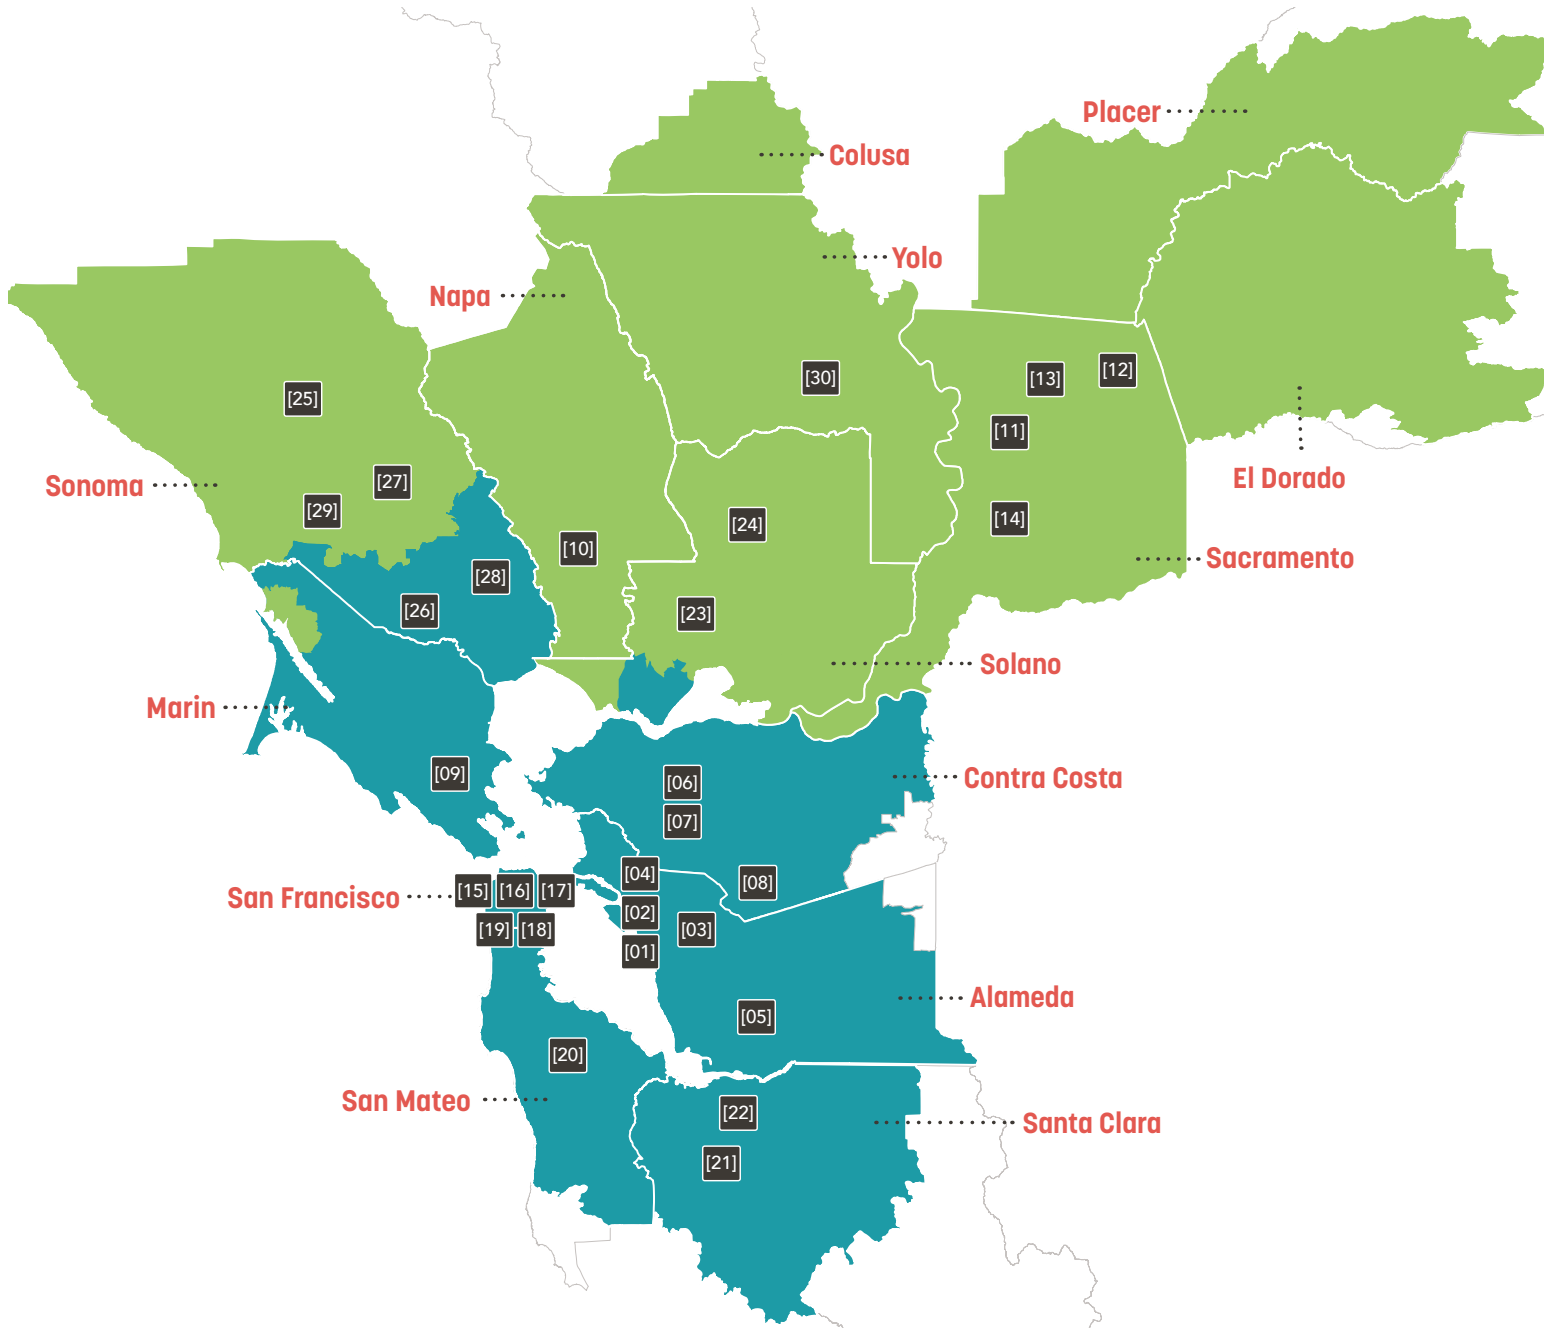 Placer
Colusa
Yolo
Napa
[30]
[13]
[12]
[25]
[11]
El Dorado
Sonoma
[27]
[29]
[14]
[24]
[10]
Sacramento
[28]
[26]
[23]
Solano
Marin
[09]
[06]
Contra Costa
[07]
[04]
[08]
San Francisco
[15]
[16]
[17]
[02]
[03]
[19]
[18]
[01]
Alameda
[05]
[20]
San Mateo
[22]
Santa Clara
[21]